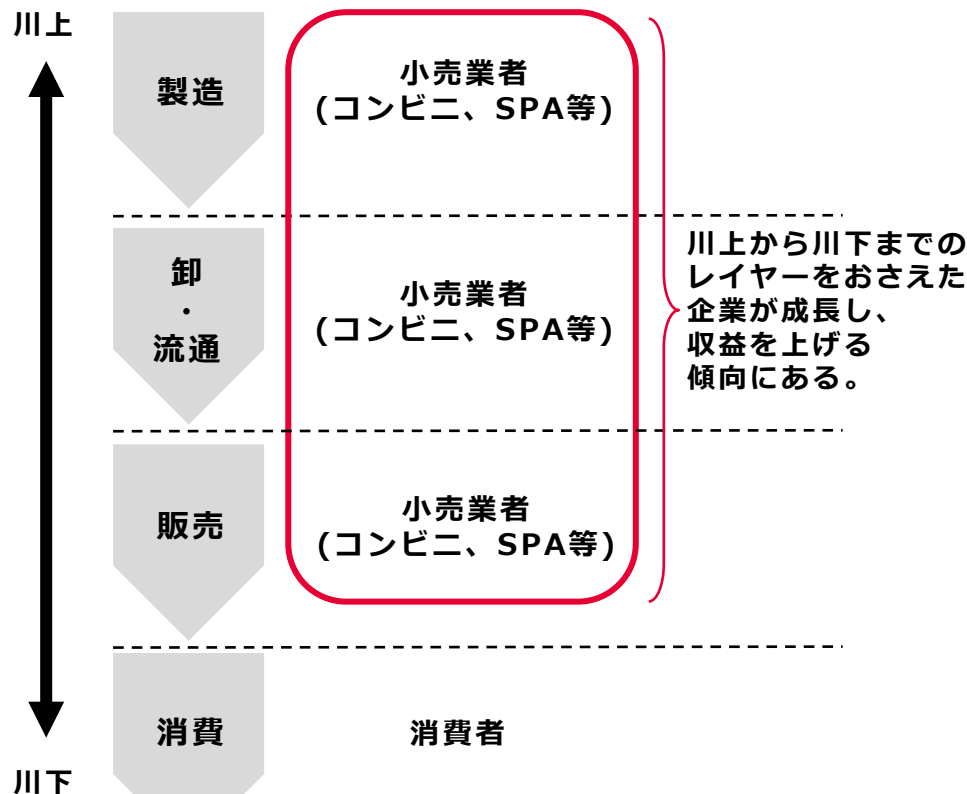 川上
製造
小売業者
(コンビニ、SPA等)
卸
・
流通
小売業者
(コンビニ、SPA等)
川上から川下までの
レイヤーをおさえた
企業が成長し、
収益を上げる
傾向にある。
販売
小売業者
(コンビニ、SPA等)
消費
消費者
川下